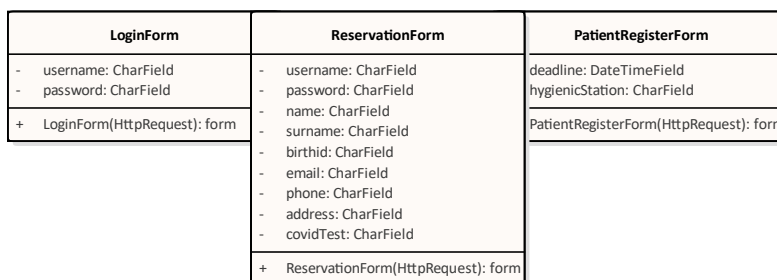 LoginForm
- username: CharField
- password: CharField
+ LoginForm(HttpRequest): form
ReservationForm
- username: CharField
- password: CharField
- name: CharField
- surname: CharField
- birthid: CharField
- email: CharField
- phone: CharField
- address: CharField
- covidTest: CharField
+ ReservationForm(HttpRequest): form
PatientRegisterForm
deadline: DateTimeField
hygienicStation: CharField
PatientRegisterForm(HttpRequest):